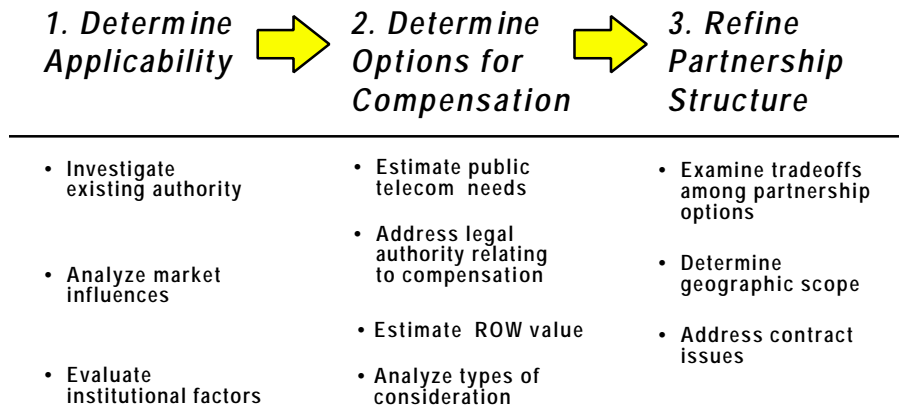 1. Determine
Applicability
2. Determine
Options for
Compensation
3. Refine
Partnership
Structure
• Investigate
existing authority
• Analyze market
influences
• Evaluate
institutional factors
• Estimate public
telecom needs
• Address legal
authority relating
to compensation
• Estimate ROW value
• Analyze types of
consideration
• Examine tradeoffs
among partnership
options
• Determine
geographic scope
• Address contract
issues